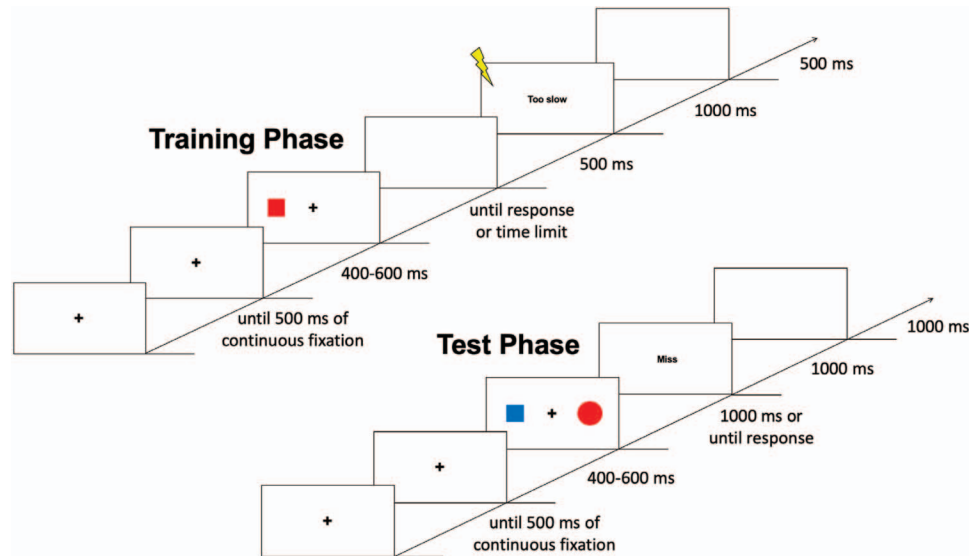 Training Phase
until 500 ms of
continuous fixation
400-600 ms
until response
or time limit
500 ms
Too slow
1000 ms
500 ms
Test Phase
until 500 ms of
continuous fixation
400-600 ms
1000 ms or
until response
Miss
1000 ms
1000 ms